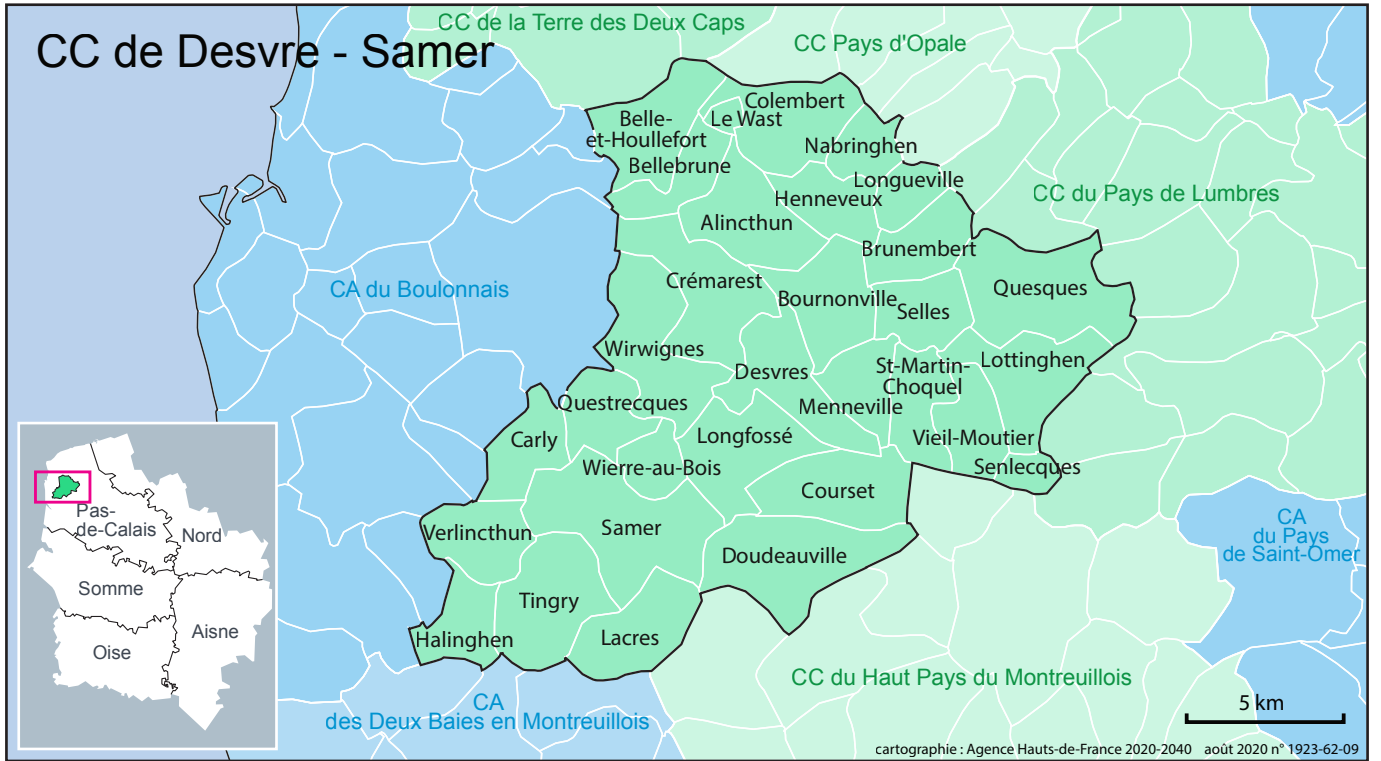 CC de Desvre - Samer
CC de la Terre des Deux Caps
CC Pays d'Opale
CC du Pays de Lumbres
CA du Boulonnais
Colembert
Le Wast
Belle-
et-Houllefort
Nabringhen
Bellebrune
Longueville
Henneveux
Alincthun
Brunembert
Crémarest
Quesques
Bournonville
Selles
Wirwignes
Lottinghen
Desvres
St-Martin-
Choquel
Questrecques
Menneville
Carly
Longfossé
Vieil-Moutier
Wierre-au-Bois
Senlecques
Courset
Verlincthun
Samer
Doudeauville
Tingry
Halinghen
Lacres
CA
du Pays
de Saint-Omer
CC du Haut Pays du Montreuillois
CA
des Deux Baies en Montreuillois
Pas-
de-Calais
Nord
Somme
Aisne
Oise
5 km
cartographie : Agence Hauts-de-France 2020-2040 août 2020 n° 1923-62-09